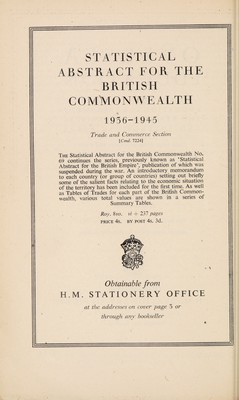 STATISTICAL
ABSTRACT FOR THE
BRITISH
COMMONWEALTH
1936-1945
Trade and Commerce Section
[Cmd. 7224]
THE Statistical Abstract for the British Commonwealth No.
69 continues the series, previously known as 'Statistical
Abstract for the British Empire', publication of which was
suspended during the war. An introductory memorandum
to each country (or group of countries) setting out briefly
some of the salient facts relating to the economic situation
of the territory has been included for the first time. As well
as Tables of Trades for each part of the British Common-
wealth, various total values are shown in a series of
Summary Tables.
Roy. 8vo. vi + 237 pages
PRICE 4s. BY POST 4s. 5d.
Obtainable from
H.M. STATIONERY OFFICE
at the addresses on cover page 5 or
through any bookseller